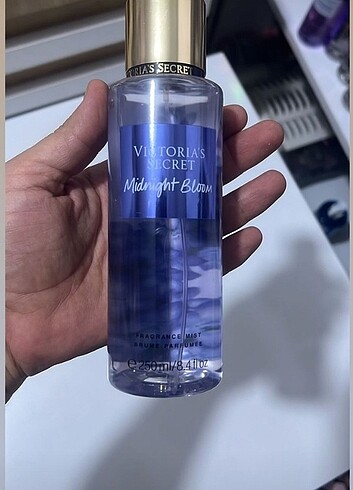 VICTORIA'S SECRET
VICTORIA'S
SECRET
Midnight Bloom
FRAGRANCE MIST
BRUME PARFUMÉE
℮ 250 ml/8.4 fl oz